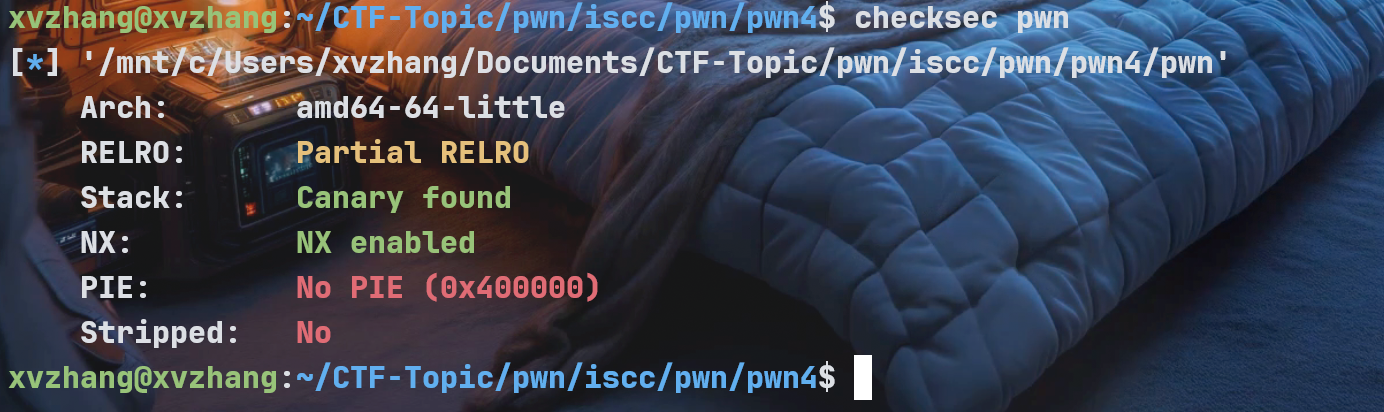 xvzhang@xvzhang:~/CTF-Topic/pwn/iscc/pwn/pwn4$ checksec pwn
[*] '/mnt/c/Users/xvzhang/Documents/CTF-Topic/pwn/iscc/pwn/pwn4/pwn'
Arch: amd64-64-little
RELRO: Partial RELRO
Stack: Canary found
NX: NX enabled
PIE: No PIE (0x400000)
Stripped: No
xvzhang@xvzhang:~/CTF-Topic/pwn/iscc/pwn/pwn4$